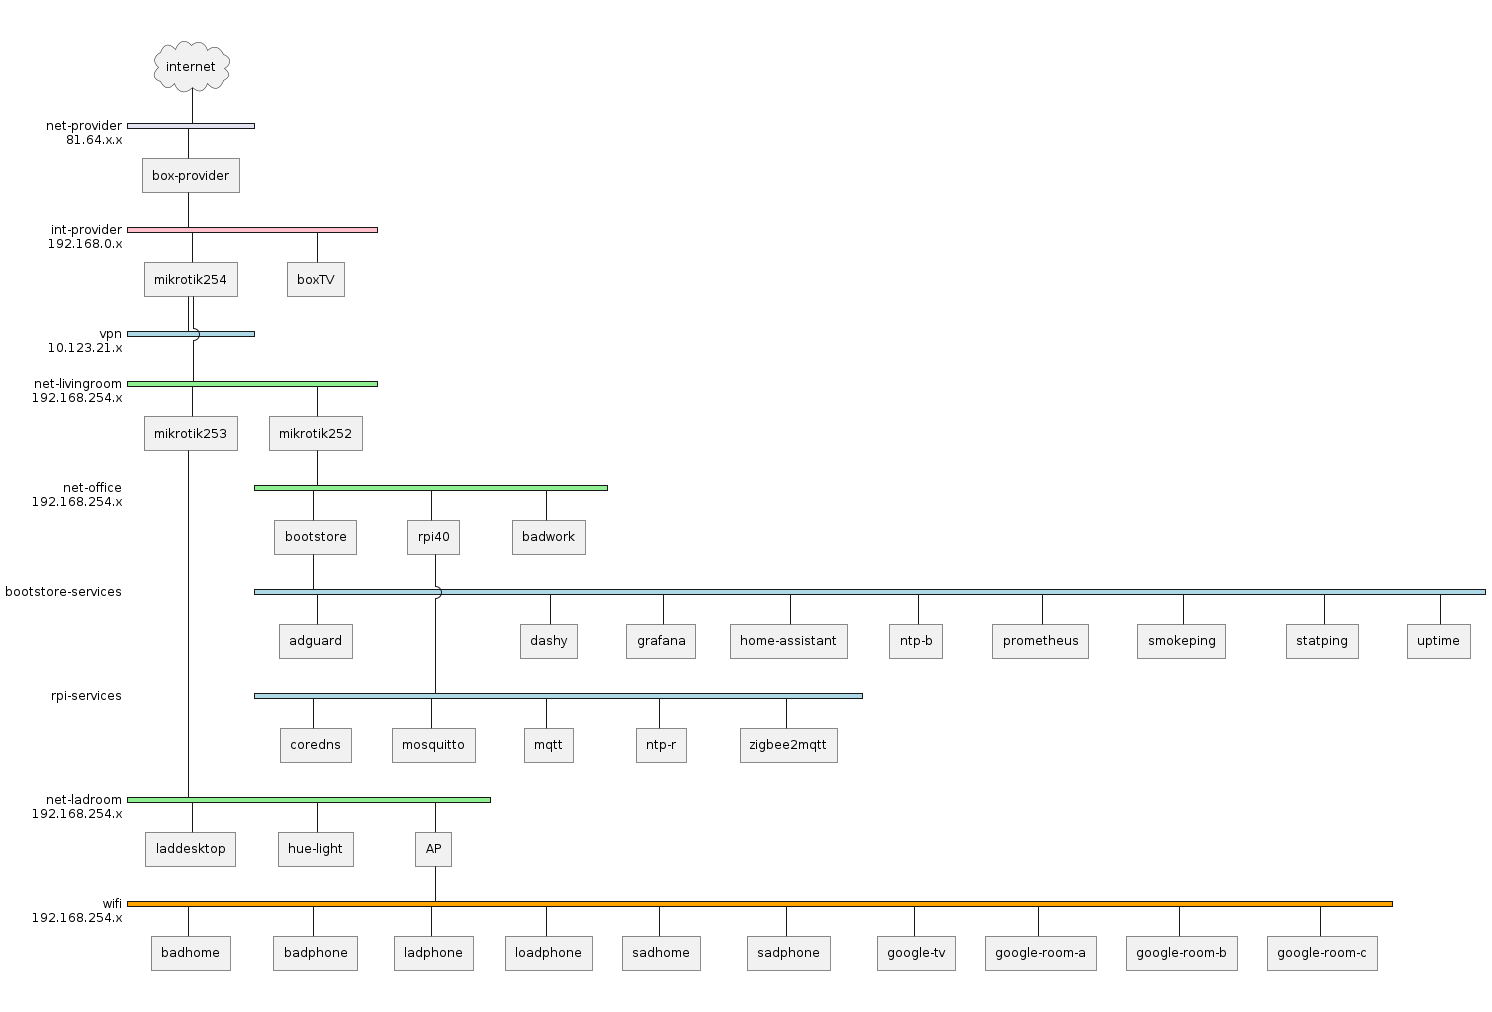 internet
net-provider
81.64.x.x
box-provider
int-provider
192.168.0.x
mikrotik254
boxTV
vpn
10.123.21.x
net-livingroom
192.168.254.x
mikrotik253
mikrotik252
net-office
192.168.254.x
bootstore
rpi40
badwork
bootstore-services
adguard
dashy
grafana
home-assistant
ntp-b
prometheus
smokeping
statping
uptime
rpi-services
coredns
mosquitto
mqtt
ntp-r
zigbee2mqtt
net-ladroom
192.168.254.x
laddesktop
hue-light
AP
wifi
192.168.254.x
badhome
badphone
ladphone
loadphone
sadhome
sadphone
google-tv
google-room-a
google-room-b
google-room-c